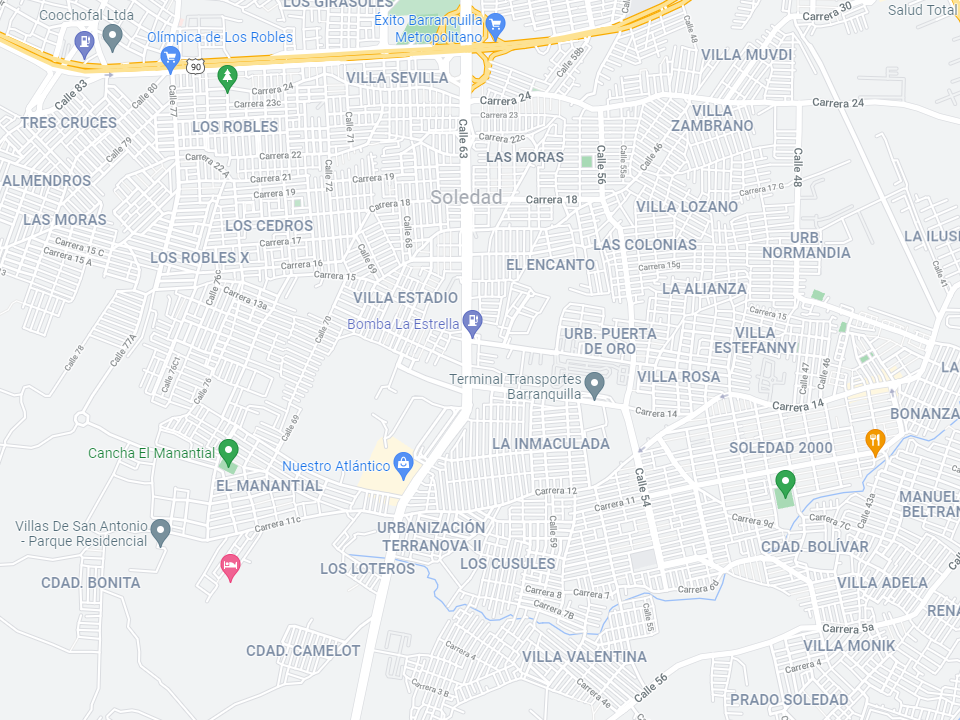 LOS GIRASOLES
Coochofal Ltda
Salud Total
Carrera 30
Éxito Barranquilla
Metropolitano
Olímpica de Los Robles
Calle 48
VILLA MUVDI
90
Calle 58b
VILLA SEVILLA
Calle 83
Calle 80
Calle 77
Carrera 24
Carrera 23c
Carrera 24
Carrera 24
TRES CRUCES
LOS ROBLES
Calle 71
Calle 63
Carrera 23
Carrera 22c
VILLA
ZAMBRANO
Calle 79
Carrera 22 A
Carrera 22
LAS MORAS
Calle 56
Calle 55a
Calle 46
Calle 48
ALMENDROS
Carrera 21
Calle 72
Carrera 19
Carrera 19
Soledad
Carrera 18
Carrera 17 G
LAS MORAS
Carrera 18
VILLA LOZANO
LOS CEDROS
Calle 68
Carrera 15 C
Carrera 15 A
Carrera 17
LAS COLONIAS
URB.
NORMANDIA
LA ILUSI
LOS ROBLES X
Carrera 16
Calle 69
EL ENCANTO
Carrera 15g
Calle 41
Calle 76c
Carrera 15
Carrera 13a
VILLA ESTADIO
LA ALIANZA
Bomba La Estrella
Calle 70
Carrera 15
URB. PUERTA
DE ORO
VILLA
ESTEFANNY
Calle 78
Calle 77A
Calle 76C1
Calle 76
Terminal Transportes
Barranquilla
VILLA ROSA
Calle 47
Calle 46
LA
Carrera 14
Carrera 14
BONANZA
Calle 69
LA INMACULADA
SOLEDAD 2000
Cancha El Manantial
Nuestro Atlántico
EL MANANTIAL
Calle 54
Carrera 12
Carrera 11
Calle 43a
MANUEL
BELTRAN
Villas De San Antonio
- Parque Residencial
Carrera 11c
URBANIZACIÓN
TERRANOVA II
Calle 59
Carrera 9d
Carrera 7C
CDAD. BOLÍVAR
LOS LOTEROS
LOS CUSULES
CDAD. BONITA
VILLA ADELA
Carrera 8
Carrera 7
Carrera 6d
Carrera 7B
Calle 55
RENA
Carrera 5a
CDAD. CAMELOT
Carrera 4
VILLA VALENTINA
VILLA MONIK
Carrera 4
Carrera 3 B
Carrera 4e
Calle 56
PRADO SOLEDAD